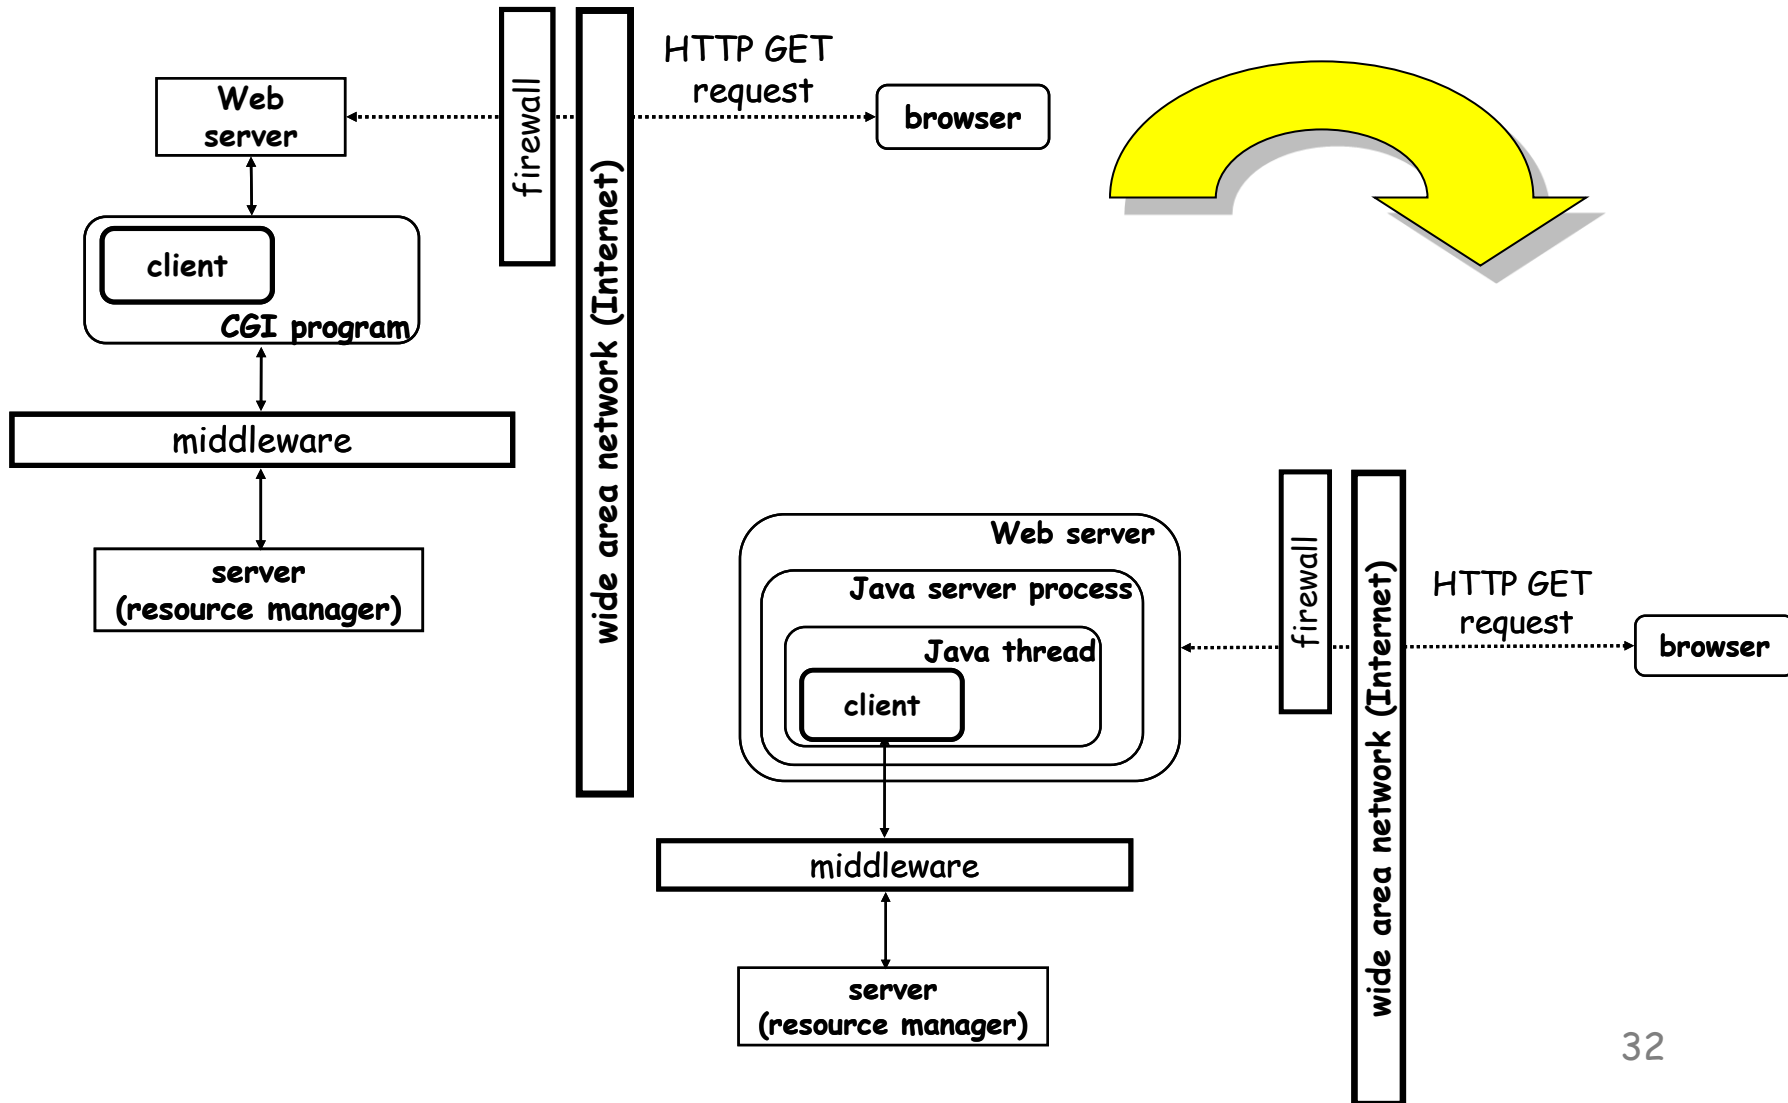 HTTP GET
request
Web
server
firewall
browser
client
CGI program
wide area network (Internet)
middleware
server
(resource manager)
Web server
Java server process
Java thread
client
firewall
wide area network (Internet)
HTTP GET
request
browser
middleware
server
(resource manager)
32